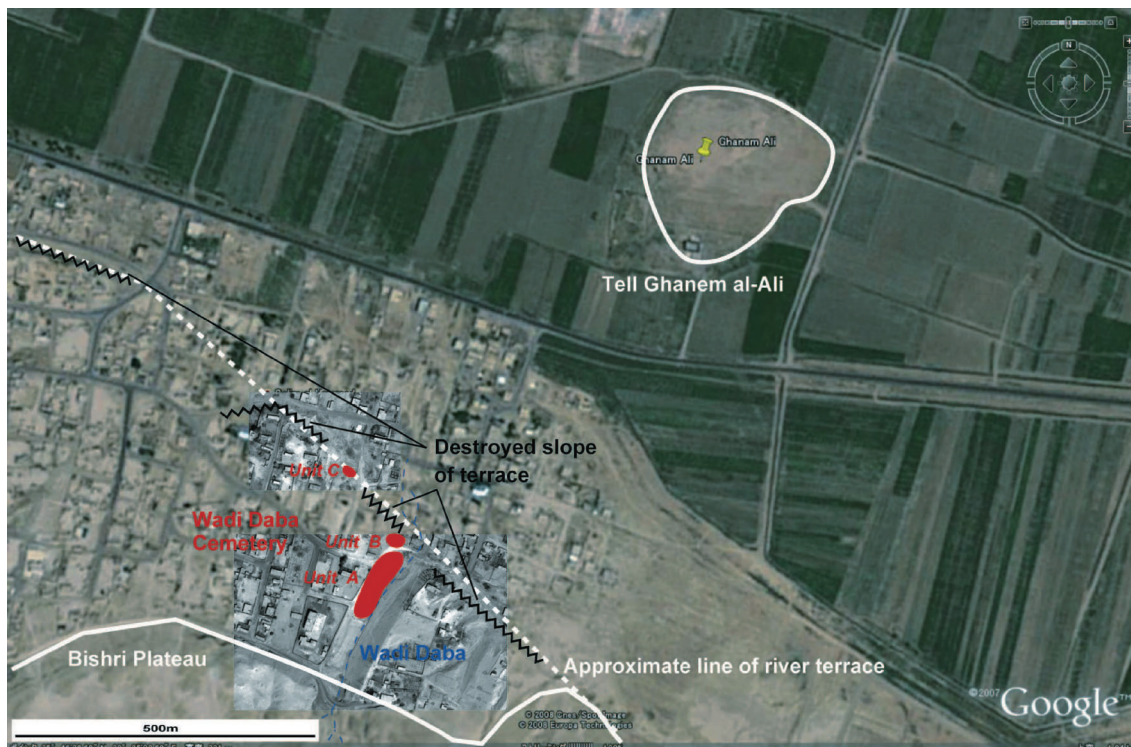 N
Ghanam Ali
Ghanam Ali
Tell Ghanem al-Ali
Destroyed slope
of terrace
Unit C
Wadi Daba
Cemetery
Unit B
Unit A
Wadi Daba
Bishri Plateau
Approximate line of river terrace
©2007 Google™
500m
© 2008 Europa Technologies